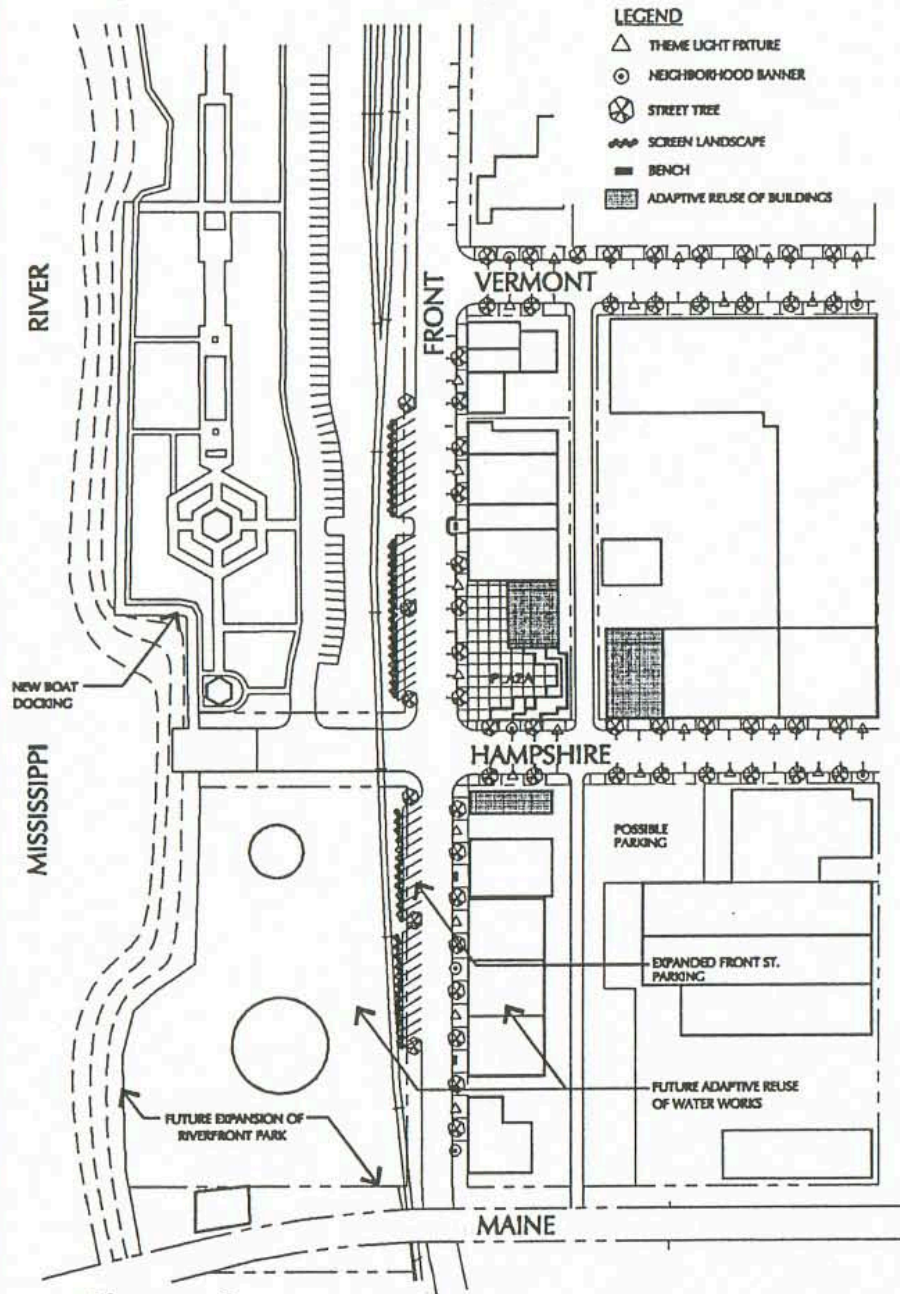 LEGEND
THEME LIGHT FIXTURE
NEIGHBORHOOD BANNER
STREET TREE
SCREEN LANDSCAPE
BENCH
ADAPTIVE REUSE OF BUILDINGS
RIVER
FRONT
VERMONT
PLAZA
NEW BOAT
DOCKING
HAMPSHIRE
MISSISSIPPI
POSSIBLE
PARKING
EXPANDED FRONT ST.
PARKING
FUTURE ADAPTIVE REUSE
OF WATER WORKS
FUTURE EXPANSION OF
RIVERFRONT PARK
MAINE